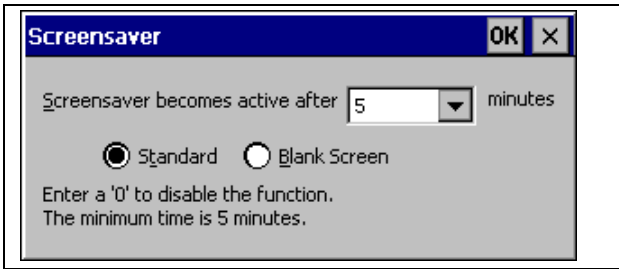 Screensaver OK ×
Screensaver becomes active after 5 minutes
Standard Blank Screen
Enter a '0' to disable the function.
The minimum time is 5 minutes.